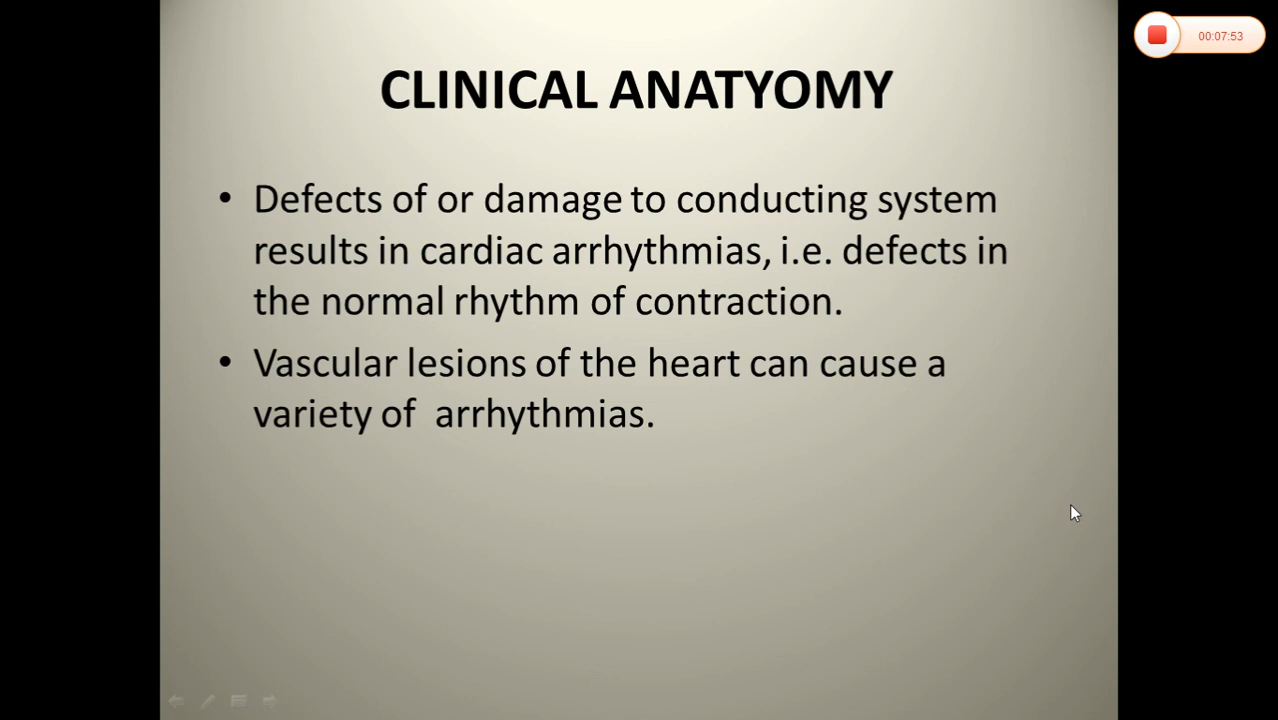 CLINICAL ANATYOMY
• Defects of or damage to conducting system
results in cardiac arrhythmias, i.e. defects in
the normal rhythm of contraction.
• Vascular lesions of the heart can cause a
variety of  arrhythmias.
00:07:53